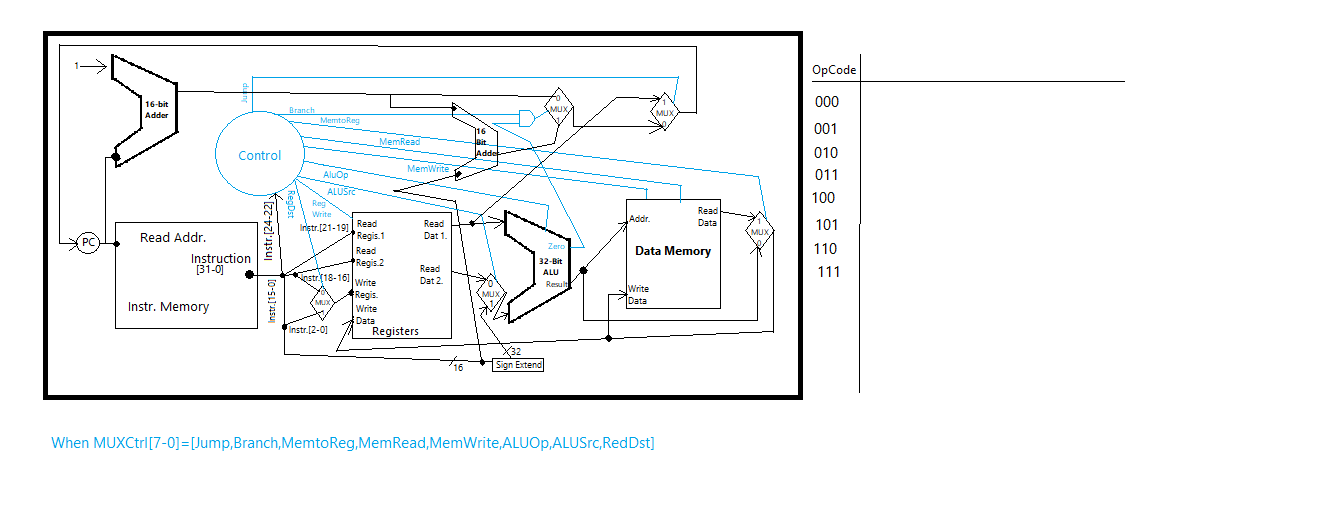 1
16-bit
Adder
Jump
Control
Branch
MemtoReg
MemRead
MemWrite
AluOp
ALUSrc
Reg
Write
RegDst
16
Bit
Adder
0
MUX
1
1
MUX
0
PC
Read Addr.
Instruction
[31-0]
Instr. Memory
Instr.[24-22]
Instr.[15-0]
Instr.[21-19]
Instr.[18-16]
Instr.[2-0]
0
MUX
1
Read
Regis.1
Read
Regis.2
Write
Regis.
Write
Data
Read
Dat 1.
Read
Dat 2.
Registers
0
MUX
1
Zero
32-Bit
ALU
Result
Addr.
Read
Data
Data Memory
Write
Data
1
MUX
0
16
32
Sign Extend
OpCode
000
001
010
011
100
101
110
111
When MUXCtrl[7-0]=[Jump,Branch,MemtoReg,MemRead,MemWrite,ALUOp,ALUSrc,RedDst]